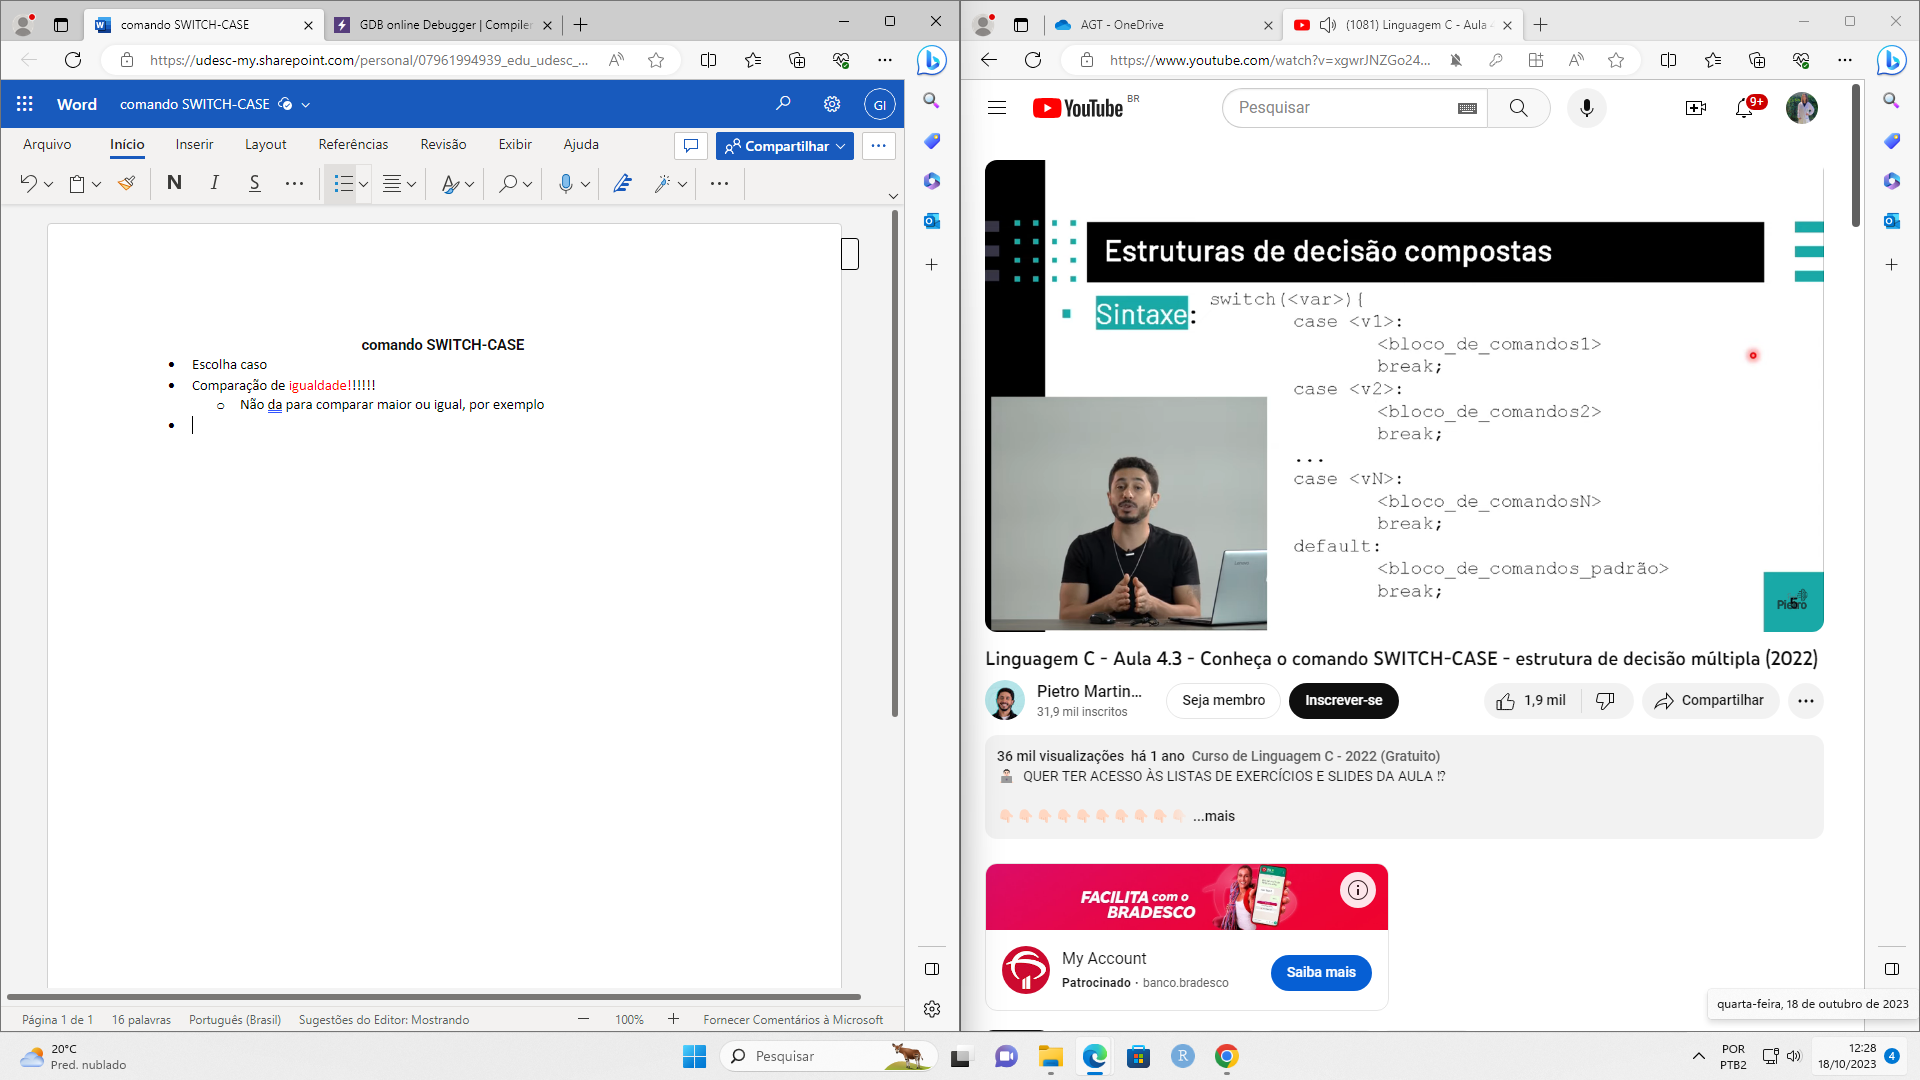 comando SWITCH-CASE
GDB online Debugger | Compiler
https://udesc-my.sharepoint.com/personal/07961994939_edu_udesc_...
Word
comando SWITCH-CASE
GI
Arquivo
Início
Inserir
Layout
Referências
Revisão
Exibir
Ajuda
Compartilhar
N
I
S
comando SWITCH-CASE
• Escolha caso
• Comparação de igualdade!!!!!!
o Não da para comparar maior ou igual, por exemplo
•
Página 1 de 1
16 palavras
Português (Brasil)
Sugestões do Editor: Mostrando
100%
Fornecer Comentários à Microsoft
AGT - OneDrive
(1081) Linguagem C - Aula 4
https://www.youtube.com/watch?v=xgwrJNZGo24...
YouTube
BR
Pesquisar
9+
Estruturas de decisão compostas
Sintaxe:
switch(<var>){
case <v1>:
<bloco_de_comandos1>
break;
case <v2>:
<bloco_de_comandos2>
break;
...
case <vN>:
<bloco_de_comandosN>
break;
default:
<bloco_de_comandos_padrão>
break;
5
Linguagem C - Aula 4.3 - Conheça o comando SWITCH-CASE - estrutura de decisão múltipla (2022)
Pietro Martin...
31,9 mil inscritos
Seja membro
Inscrever-se
1,9 mil
Compartilhar
36 mil visualizações há 1 ano Curso de Linguagem C - 2022 (Gratuito)
QUER TER ACESSO ÀS LISTAS DE EXERCÍCIOS E SLIDES DA AULA !?
...mais
FACILITA com o
BRADESCO
My Account
Patrocinado · banco.bradesco
Saiba mais
quarta-feira, 18 de outubro de 2023
20°C
Pred. nublado
Pesquisar
POR
PTB2
12:28
18/10/2023
4